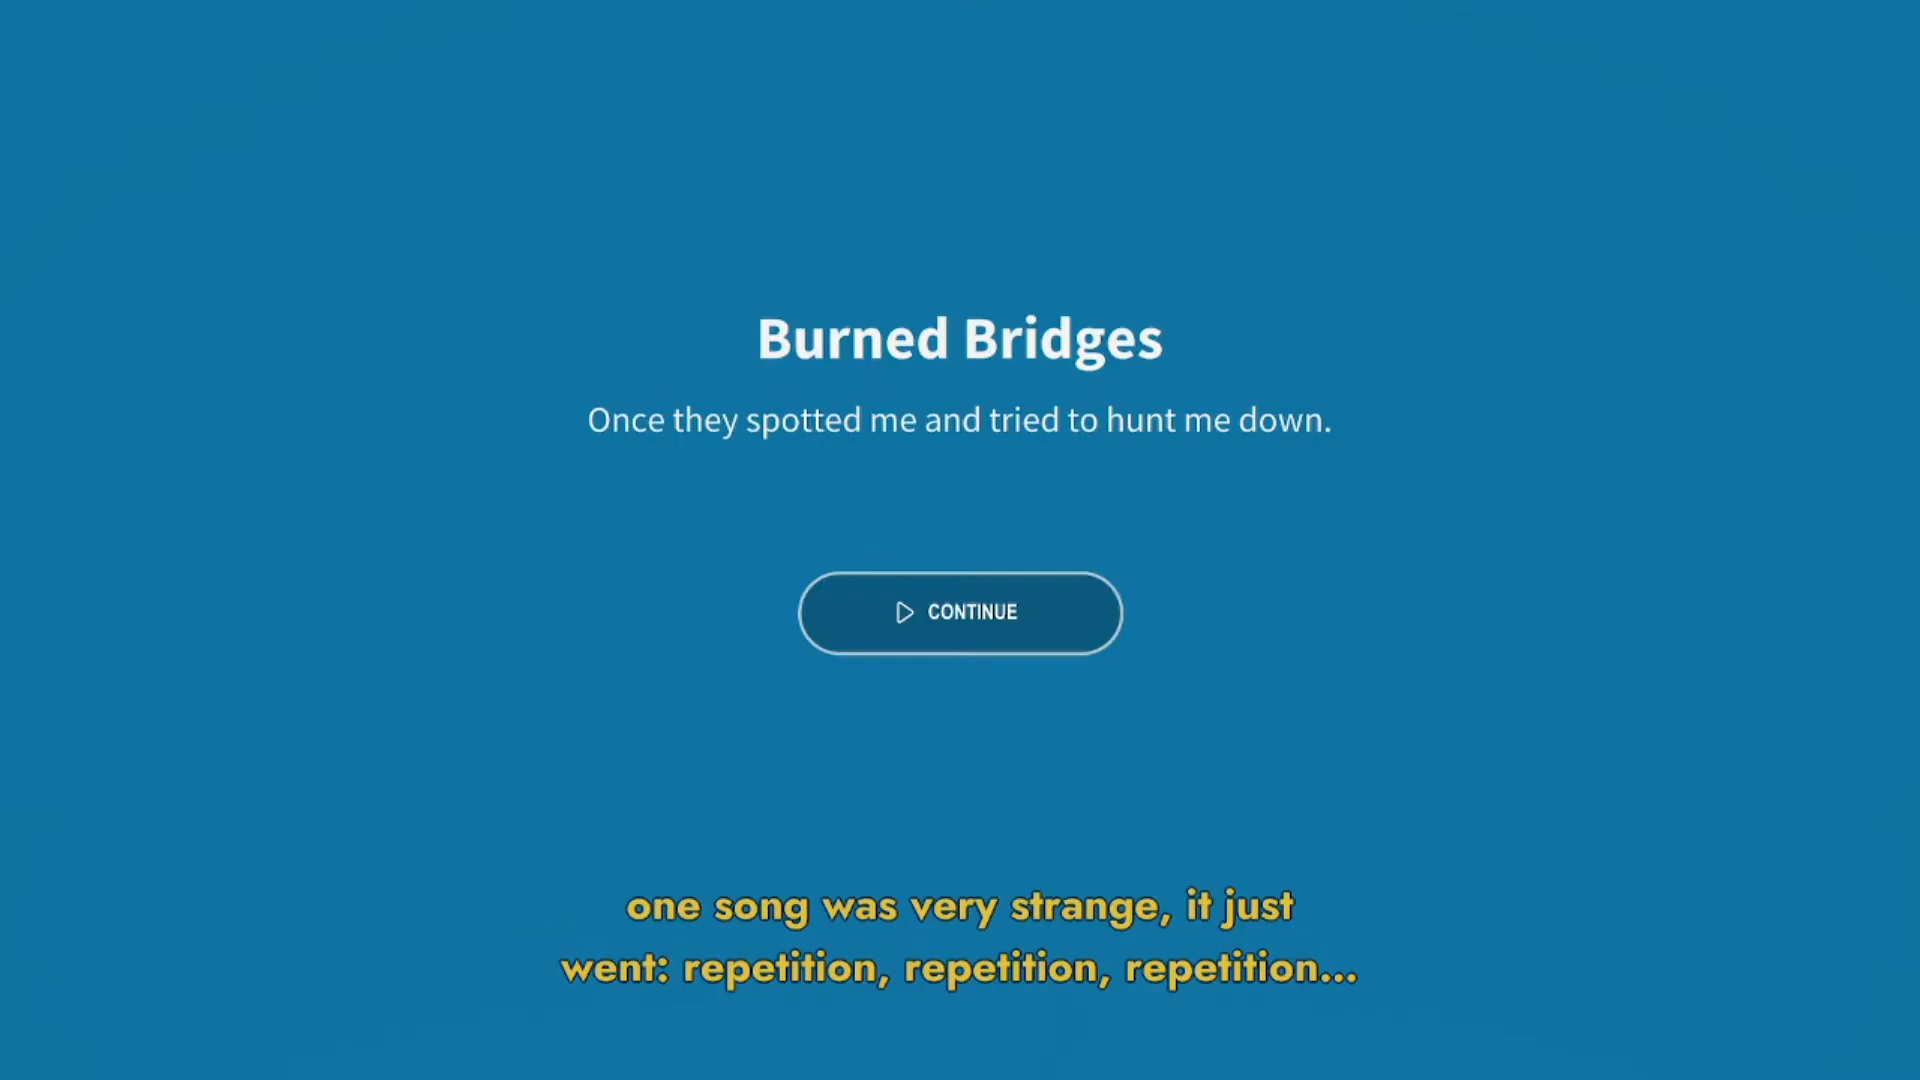 Burned Bridges
Once they spotted me and tried to hunt me down.
CONTINUE
one song was very strange, it just
went: repetition, repetition, repetition...